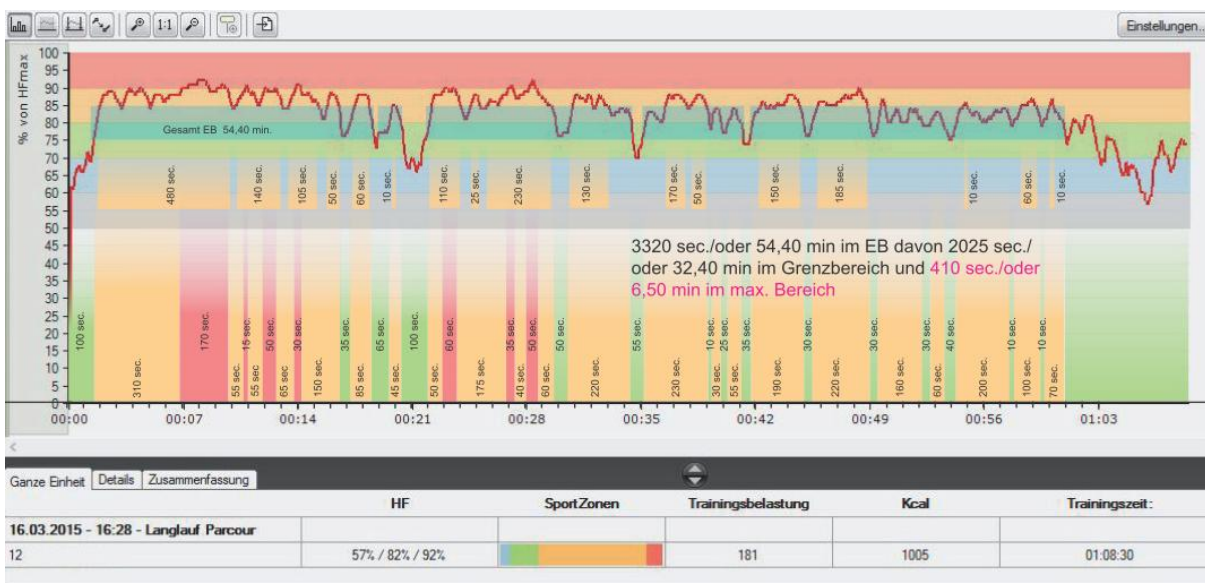 1:1
Einstellungen...
% von HFmax
100
95
90
85
80
75
70
65
60
55
50
45
40
35
30
25
20
15
10
5
0
Gesamt EB 54,40 min.
480 sec.
140 sec.
105 sec.
50 sec.
60 sec.
10 sec.
110 sec.
25 sec.
230 sec.
130 sec.
170 sec.
50 sec.
150 sec.
185 sec.
10 sec.
60 sec.
10 sec.
3320 sec./oder 54,40 min im EB davon 2025 sec./
oder 32,40 min im Grenzbereich und 410 sec./oder
6,50 min im max. Bereich
100 sec.
310 sec.
170 sec.
55 sec.
15 sec.
55 sec
50 sec.
65 sec.
30 sec.
150 sec.
35 sec.
85 sec.
65 sec.
45 sec.
100 sec.
50 sec.
60 sec.
175 sec.
35 sec.
40 sec.
50 sec.
60 sec.
50 sec.
220 sec.
55 sec.
230 sec.
10 sec.
30 sec.
25 sec.
55 sec.
35 sec.
190 sec.
30 sec.
220 sec.
30 sec.
160 sec.
30 sec.
60 sec.
40 sec.
200 sec.
10 sec.
100 sec.
10 sec.
70 sec.
00:00
00:07
00:14
00:21
00:28
00:35
00:42
00:49
00:56
01:03
Ganze Einheit Details Zusammenfassung
HF SportZonen Trainingsbelastung Kcal Trainingszeit:
16.03.2015 - 16:28 - Langlauf Parcour
12 57% / 82% / 92% 181 1005 01:08:30